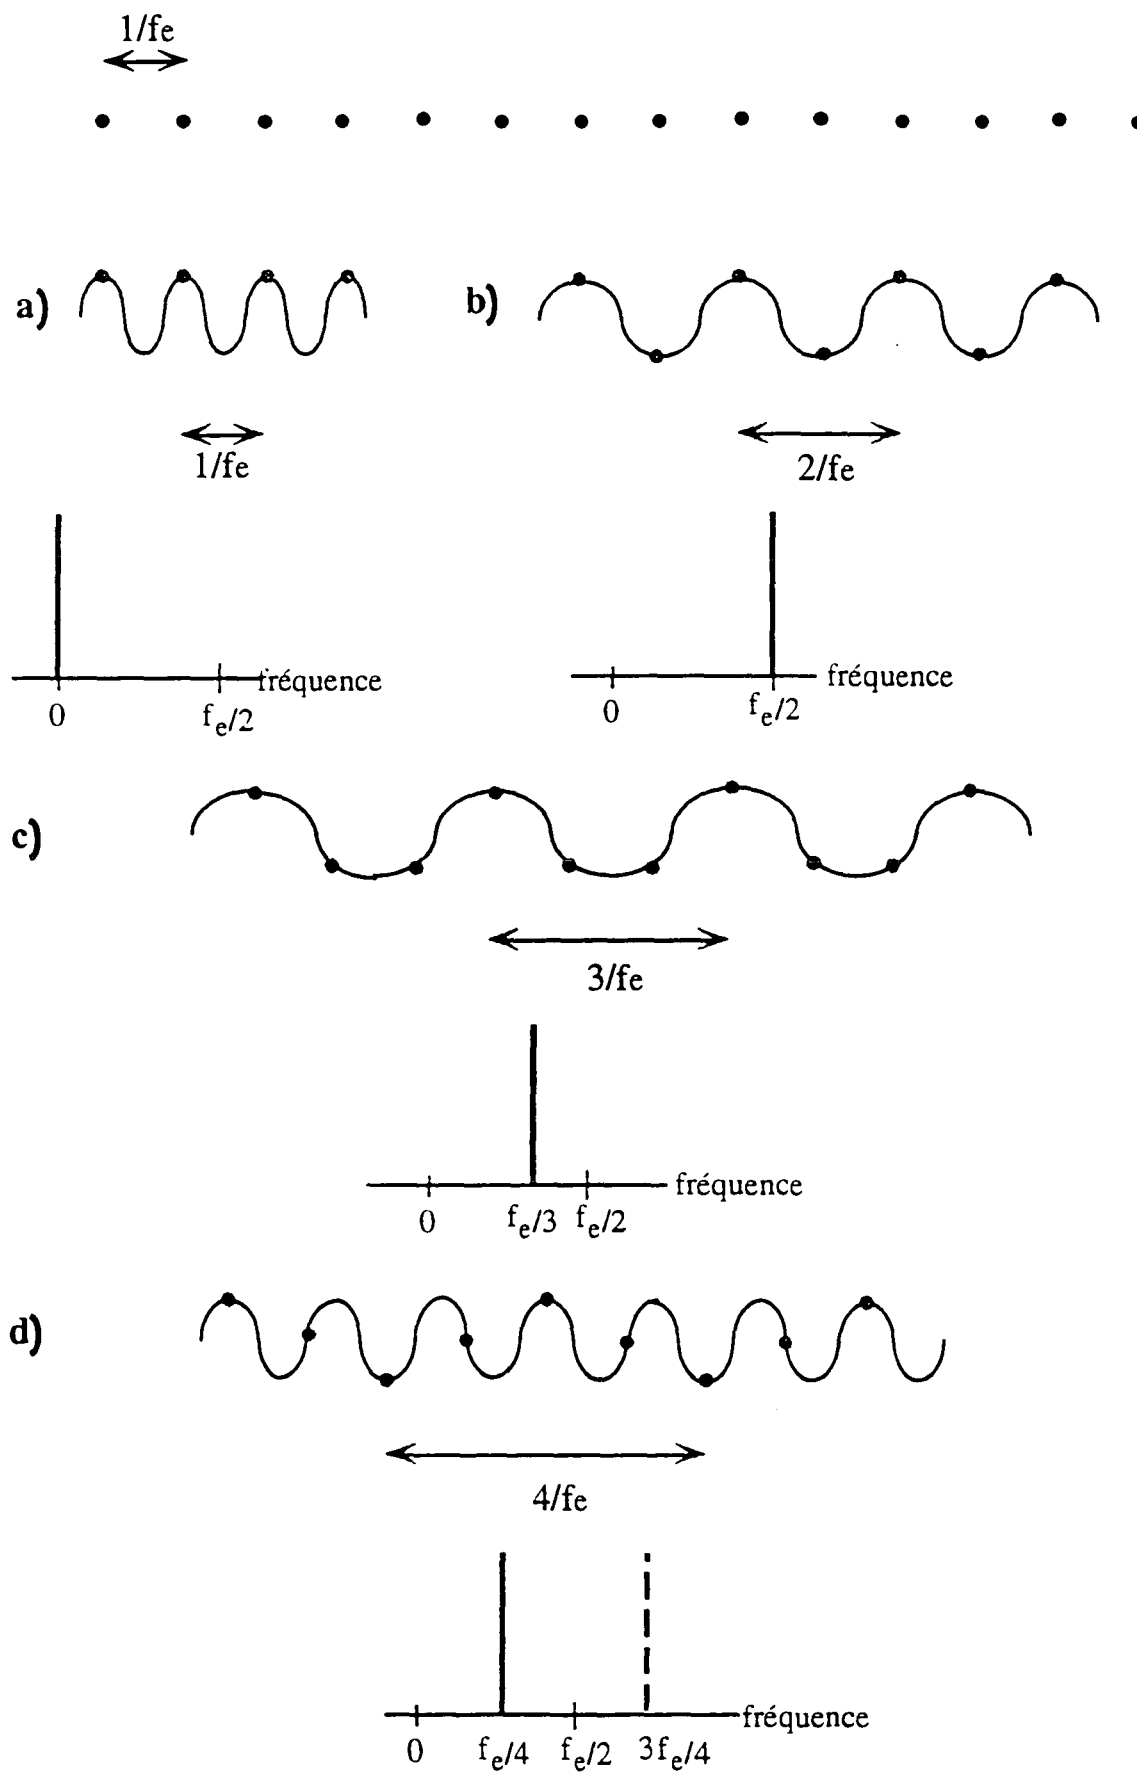 1/fe
a)
b)
1/fe
2/fe
fréquence
0
fe/2
fréquence
0
fe/2
c)
3/fe
fréquence
0
fe/3
fe/2
d)
4/fe
fréquence
0
fe/4
fe/2
3fe/4